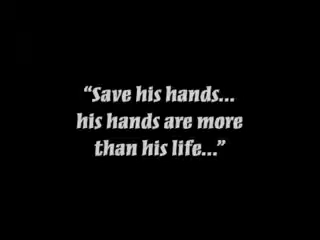 “Save his hands...
his hands are more
than his life...”